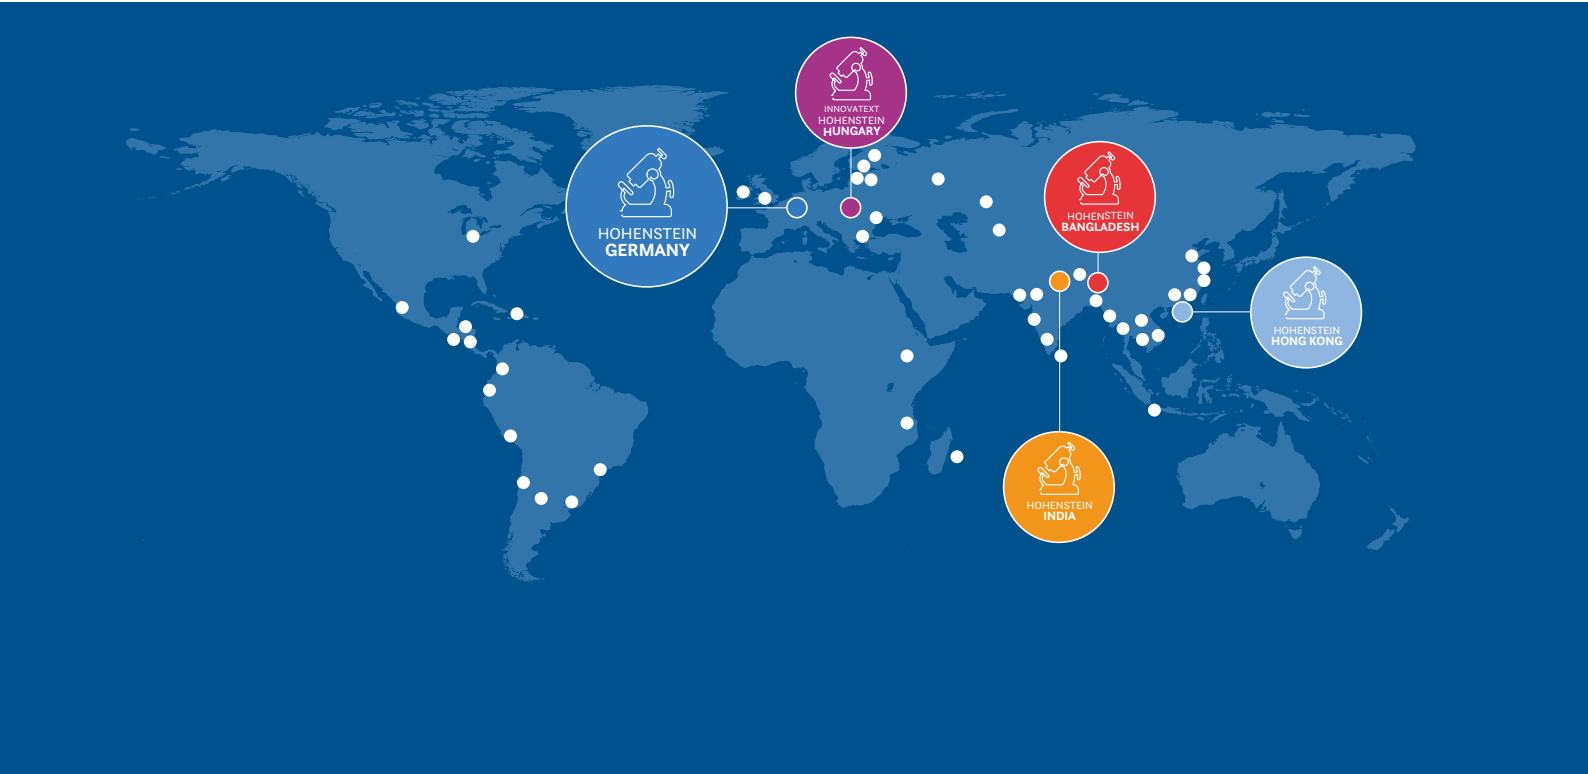 INNOVATEXT
HOHENSTEIN
HUNGARY
HOHENSTEIN
GERMANY
HOHENSTEIN
BANGLADESH
HOHENSTEIN
HONG KONG
HOHENSTEIN
INDIA